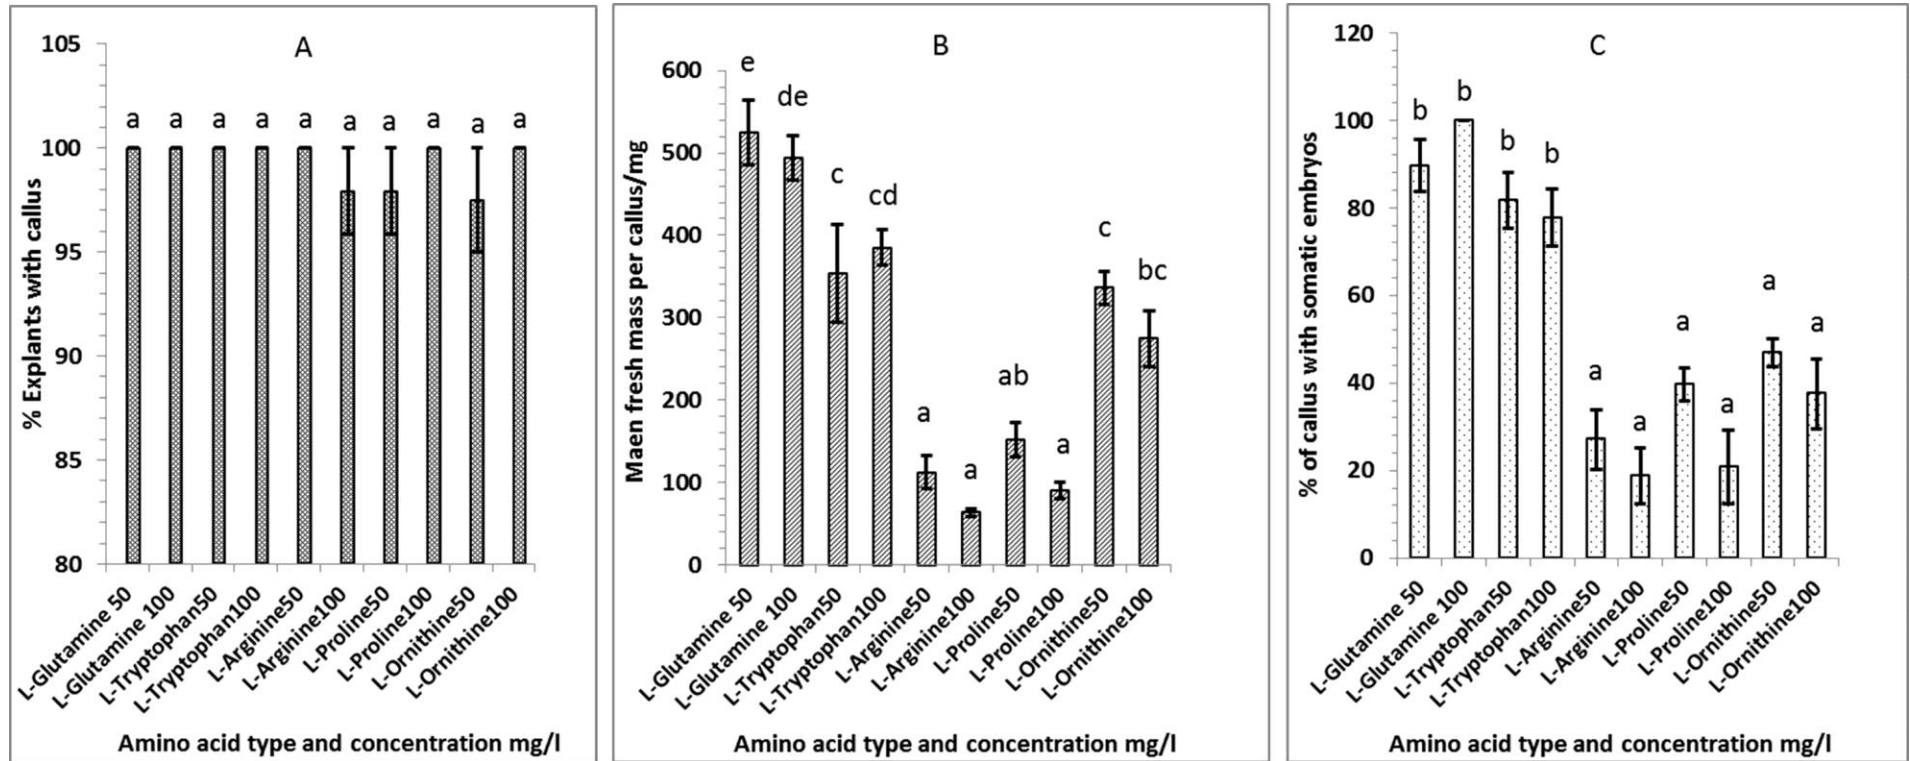 A
% Explants with callus
105
100
95
90
85
80
a a a a a a a a a a
L-Glutamine 50
L-Glutamine 100
L-Tryptophan50
L-Tryptophan100
L-Arginine50
L-Arginine100
L-Proline50
L-Proline100
L-Ornithine50
L-Ornithine100
Amino acid type and concentration mg/l
B
Maen fresh mass per callus/mg
600
500
400
300
200
100
0
e de c cd a a ab a c bc
L-Glutamine 50
L-Glutamine 100
L-Tryptophan50
L-Tryptophan100
L-Arginine50
L-Arginine100
L-Proline50
L-Proline100
L-Ornithine50
L-Ornithine100
Amino acid type and concentration mg/l
C
% of callus with somatic embryos
120
100
80
60
40
20
0
b b b b a a a a a a
L-Glutamine 50
L-Glutamine 100
L-Tryptophan50
L-Tryptophan100
L-Arginine50
L-Arginine100
L-Proline50
L-Proline100
L-Ornithine50
L-Ornithine100
Amino acid type and concentration mg/l